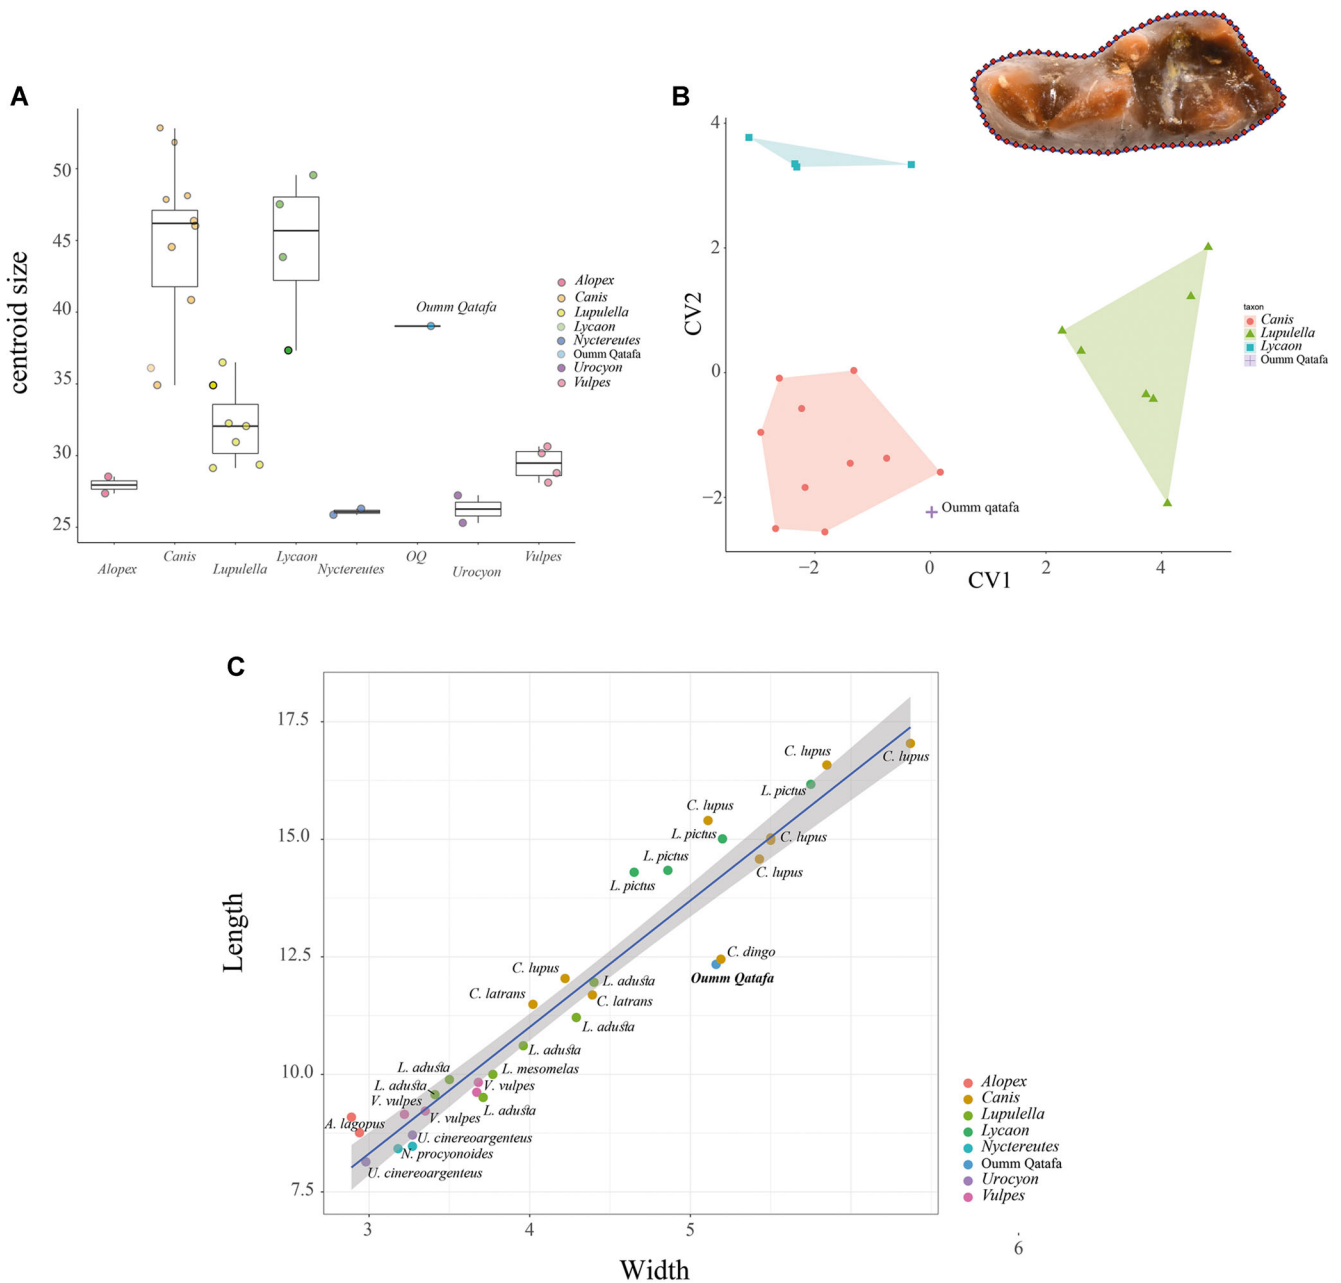 A
centroid size
50
45
40
35
30
25
Oumm Qatafa
Alopex
Canis
Lupulella
Lycaon
Nyctereutes
Oumm Qatafa
Urocyon
Vulpes
Alopex
Canis
Lupulella
Lycaon
Nyctereutes
OQ
Urocyon
Vulpes
B
CV2
4
2
0
−2
Oumm qatafa
taxon
Canis
Lupulella
Lycaon
Oumm Qatafa
−2
0
2
4
CV1
C
Length
17.5
15.0
12.5
10.0
7.5
C. lupus
C. lupus
L. pictus
C. lupus
L. pictus
C. lupus
L. pictus
C. lupus
L. pictus
C. dingo
Oumm Qatafa
C. lupus
L. adusta
C. latrans
C. latrans
L. adusta
L. adusta
L. adusta
L. mesomelas
L. adusta
V. vulpes
V. vulpes
L. adusta
V. vulpes
A. lagopus
U. cinereoargenteus
N. procyonoides
U. cinereoargenteus
Alopex
Canis
Lupulella
Lycaon
Nyctereutes
Oumm Qatafa
Urocyon
Vulpes
3
4
5
6
Width